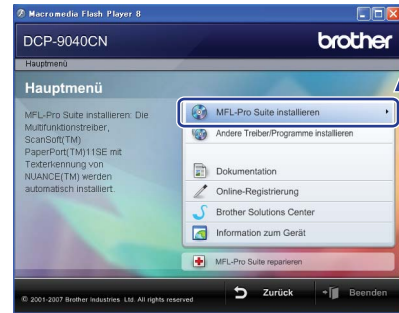 Macromedia Flash Player 8
DCP-9040CN
brother
Hauptmenü
Hauptmenü
MFL-Pro Suite installieren: Die
Multifunktionstreiber,
ScanSoft(TM)
PaperPort(TM)11SE mit
Texterkennung von
NUANCE(TM) werden
automatisch installiert.
MFL-Pro Suite installieren
Andere Treiber/Programme installieren
Dokumentation
Online-Registrierung
Brother Solutions Center
Information zum Gerät
MFL-Pro Suite reparieren
© 2001-2007 Brother Industries Ltd. All rights reserved
Zurück
Beenden